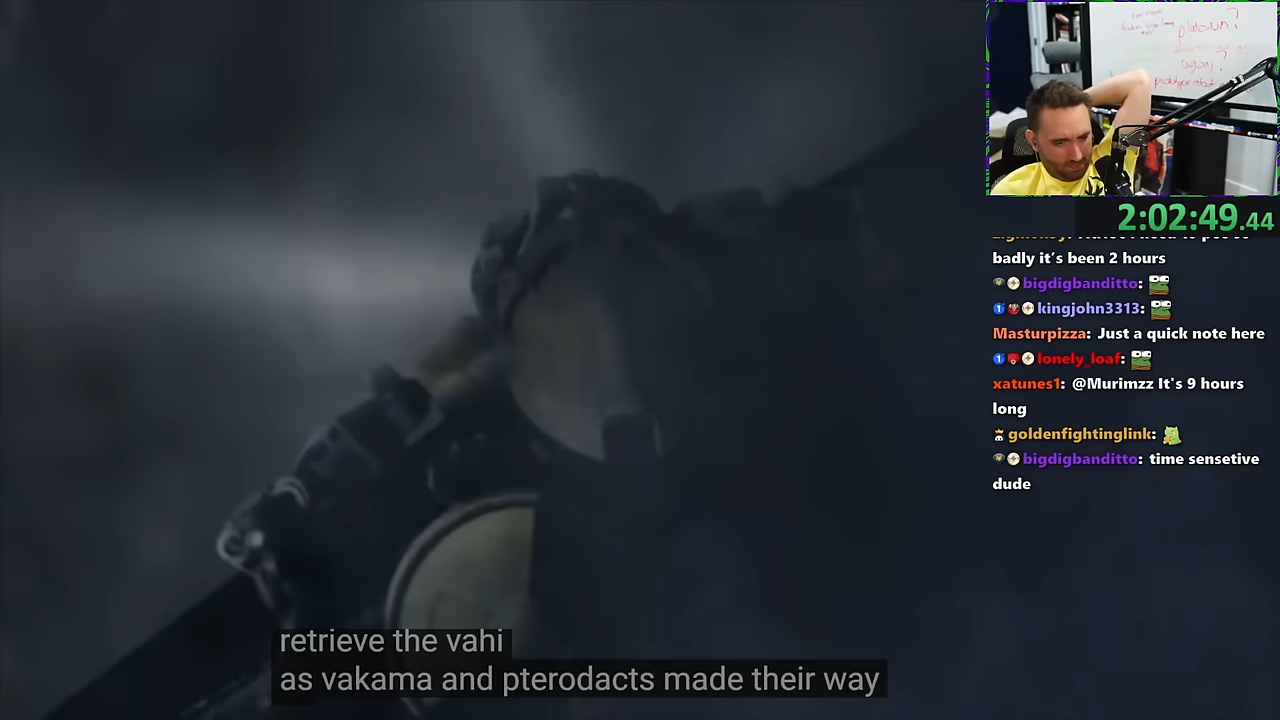 platown?
agony?
2:02:49.44
badly it's been 2 hours
bigdigbanditto:
kingjohn3313:
Masturpizza: Just a quick note here
lonely_loaf:
xatunes1: @Murimzz It's 9 hours
long
goldenfightinglink:
bigdigbanditto: time sensetive
dude
retrieve the vahi
as vakama and pterodacts made their way